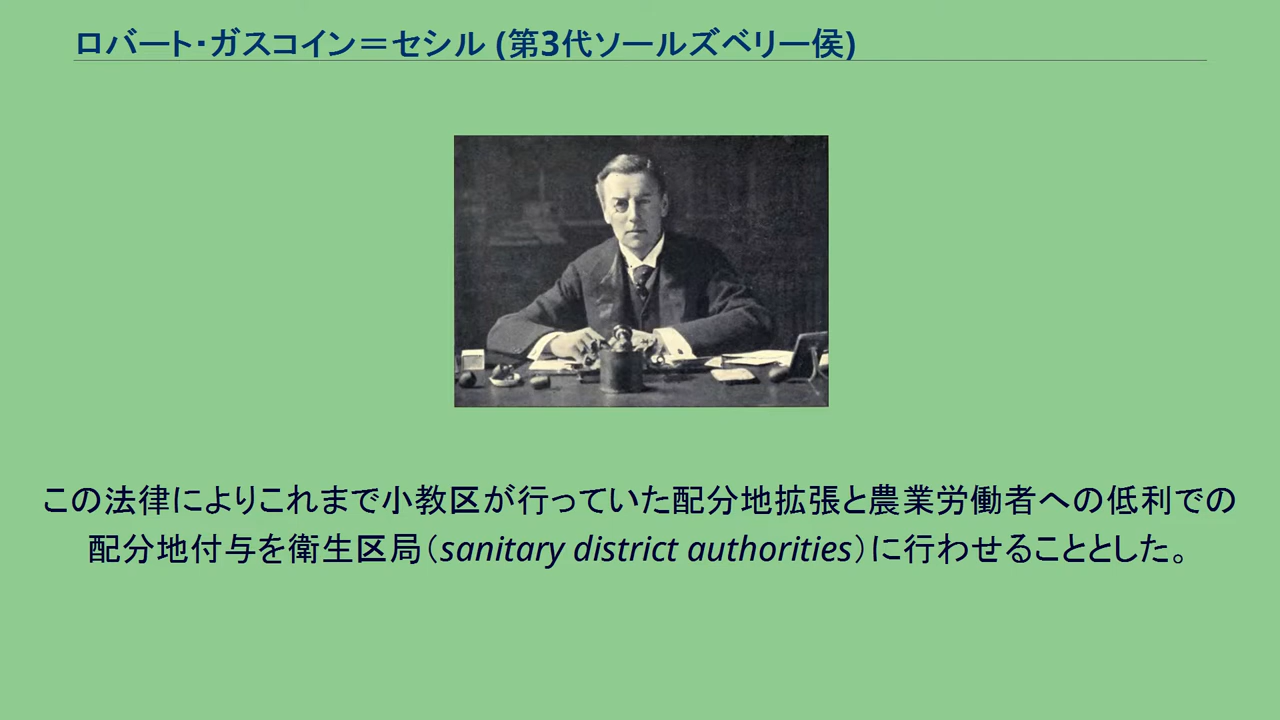 ロバート・ガスコイン＝セシル (第3代ソールズベリー侯)
この法律によりこれまで小教区が行っていた配分地拡張と農業労働者への低利での
配分地付与を衛生区局（sanitary district authorities）に行わせることとした。